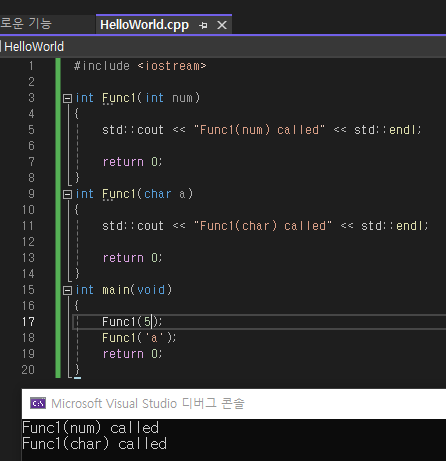 로운 기능
HelloWorld.cpp
HelloWorld
1 #include <iostream>
2
3 int Func1(int num)
4 {
5 std::cout << "Func1(num) called" << std::endl;
6
7 return 0;
8 }
9 int Func1(char a)
10 {
11 std::cout << "Func1(char) called" << std::endl;
12
13 return 0;
14 }
15 int main(void)
16 {
17 Func1(5);
18 Func1('a');
19 return 0;
20 }
C:\ Microsoft Visual Studio 디버그 콘솔
Func1(num) called
Func1(char) called